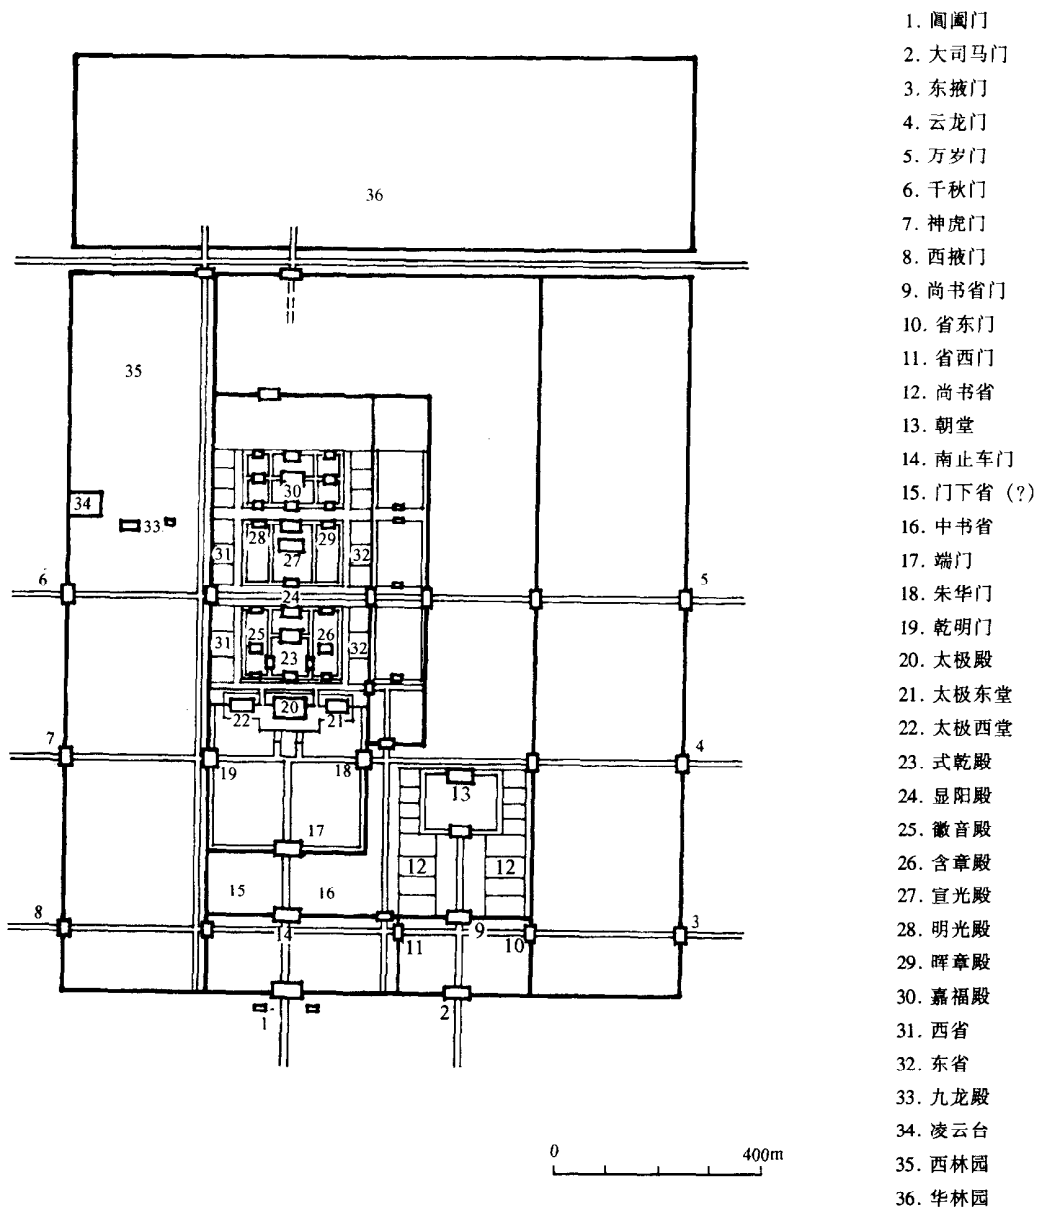 1. 阊阖门
2. 大司马门
3. 东掖门
4. 云龙门
5. 万岁门
6. 千秋门
7. 神虎门
8. 西掖门
9. 尚书省门
10. 省东门
11. 省西门
12. 尚书省
13. 朝堂
14. 南止车门
15. 门下省 (?)
16. 中书省
17. 端门
18. 朱华门
19. 乾明门
20. 太极殿
21. 太极东堂
22. 太极西堂
23. 式乾殿
24. 显阳殿
25. 徽音殿
26. 含章殿
27. 宣光殿
28. 明光殿
29. 晖章殿
30. 嘉福殿
31. 西省
32. 东省
33. 九龙殿
34. 凌云台
35. 西林园
36. 华林园
36
35
30
34
33
28
29
27
31
32
6
5
24
25
26
31
23
32
22
20
21
7
4
19
18
13
17
12
12
15
16
8
3
14
11
9
10
1
2
0
400m